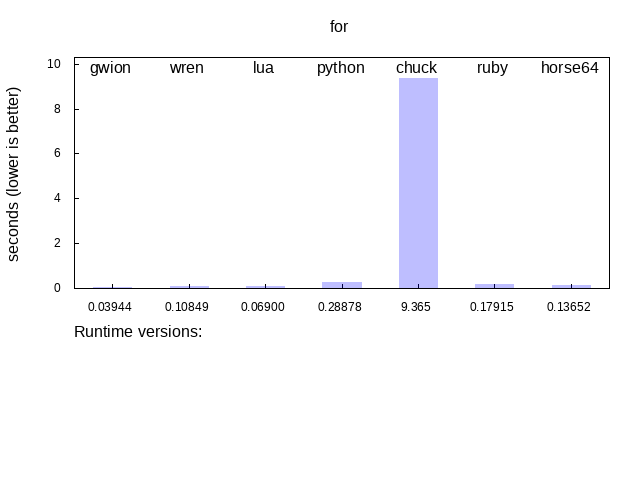 for
seconds (lower is better)
10
8
6
4
2
0
gwion wren lua python chuck ruby horse64
0.03944 0.10849 0.06900 0.28878 9.365 0.17915 0.13652
Runtime versions: